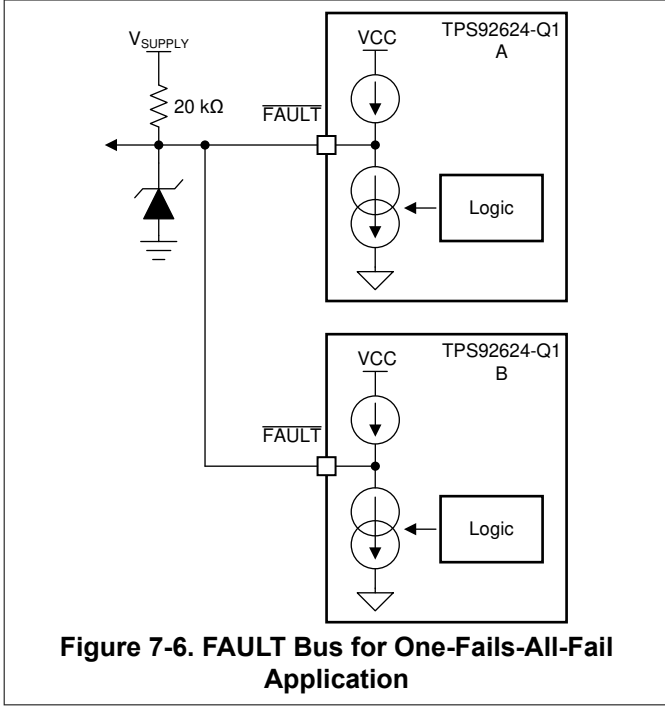 VSUPPLY
20 kΩ
FAULT
VCC
TPS92624-Q1
A
Logic
FAULT
VCC
TPS92624-Q1
B
Logic
Figure 7-6. FAULT Bus for One-Fails-All-Fail
Application